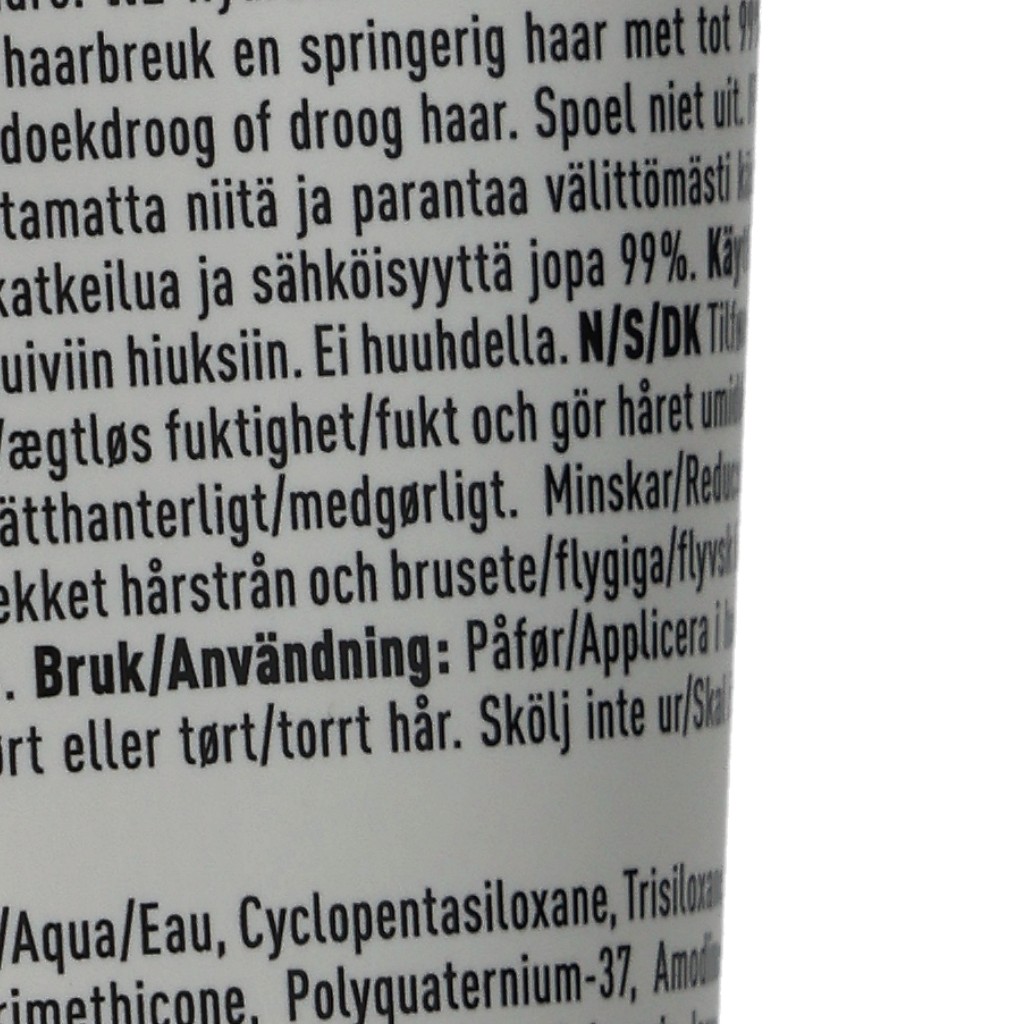 haarbreuk en springerig haar met tot
doekdroog of droog haar. Spoel niet uit.
tamatta niitä ja parantaa välittömästi
katkeilua ja sähköisyyttä jopa 99%.
uiviin hiuksiin. Ei huuhdella. N/S/DK
/ægtløs fuktighet/fukt och gör håret
ätthanterligt/medgørligt. Minskar/
ekket hårstrån och brusete/flygiga/
. Bruk/Användning: Påfør/Applicera i
ørt eller tørt/torrt hår. Skölj inte ur/
/Aqua/Eau, Cyclopentasiloxane,
rimethicone, Polyquaternium-37,